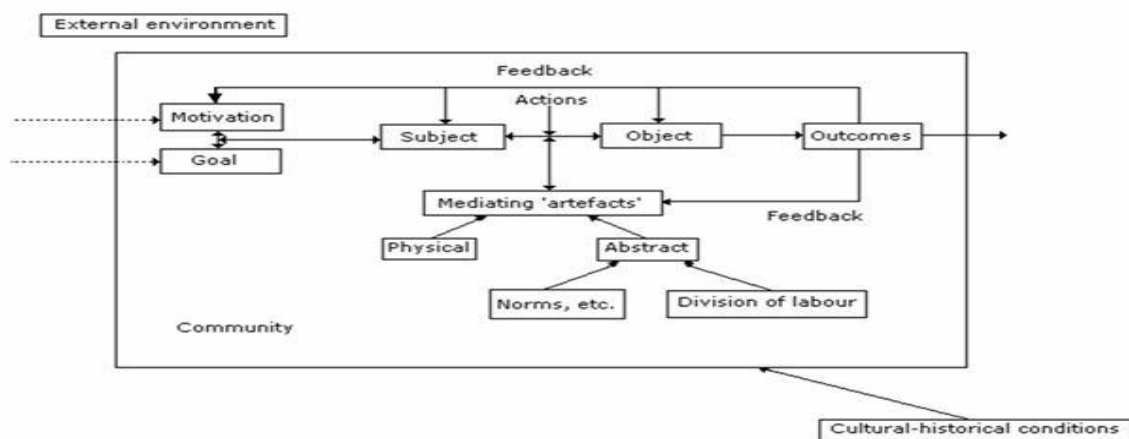 External environment
Feedback
Actions
Motivation
Subject
Object
Outcomes
Goal
Mediating 'artefacts'
Feedback
Physical
Abstract
Norms, etc.
Division of labour
Community
Cultural-historical conditions